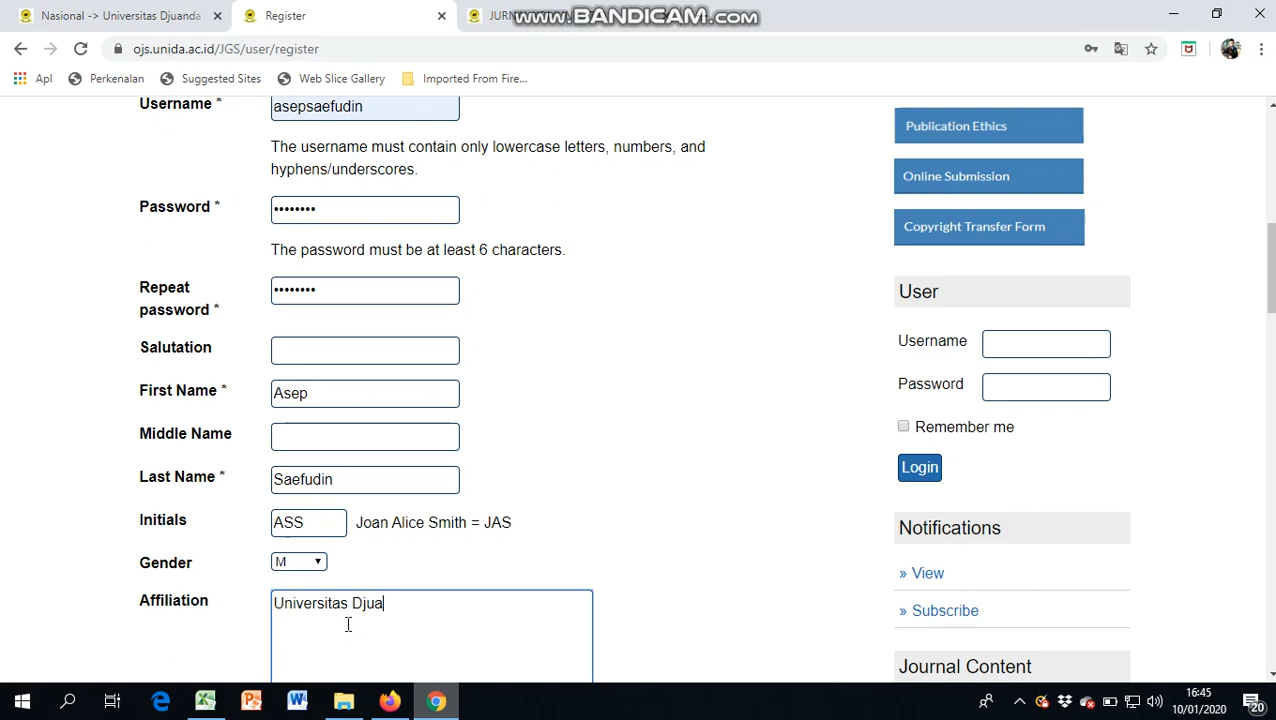 Nacional -> Universitas Djuanda
Register
JURN
www.BANDICAM.com
ojs.unida.ac.id/JGS/user/register
Apl
Perkenalan
Suggested Sites
Web Slice Gallery
Imported From Fire...
Username *
asepsaefudin
The username must contain only lowercase letters, numbers, and
hyphens/underscores.
Password *
••••••••
The password must be at least 6 characters.
Repeat
password *
••••••••
Salutation
First Name *
Asep
Middle Name
Last Name *
Saefudin
Initials
ASS
Joan Alice Smith = JAS
Gender
M
Affiliation
Universitas Djua
Publication Ethics
Online Submission
Copyright Transfer Form
User
Username
Password
Remember me
Login
Notifications
» View
» Subscribe
Journal Content
16:45
10/01/2020
20